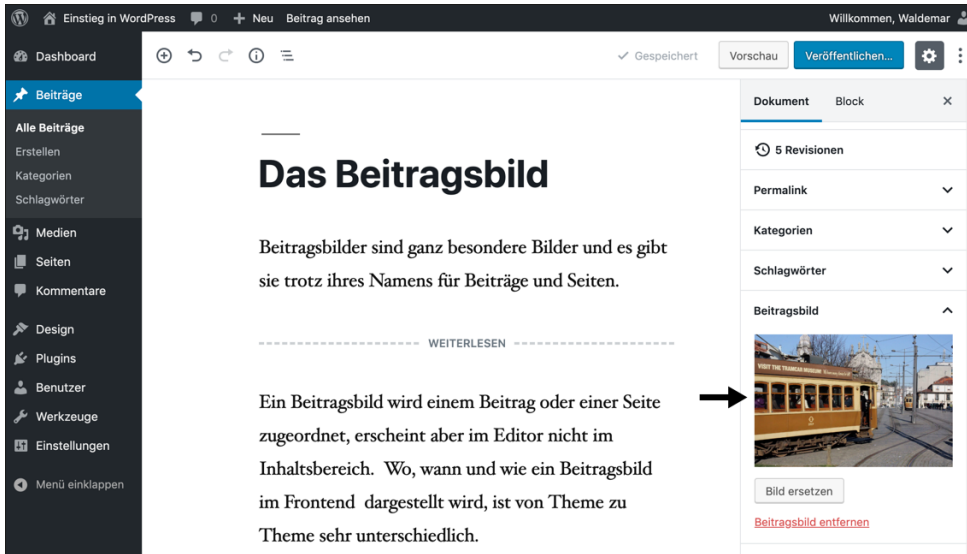 Einstieg in WordPress 0 + Neu Beitrag ansehen Willkommen, Waldemar
Dashboard
Beiträge
Alle Beiträge
Erstellen
Kategorien
Schlagwörter
Medien
Seiten
Kommentare
Design
Plugins
Benutzer
Werkzeuge
Einstellungen
Menü einklappen
Gespeichert Vorschau Veröffentlichen...
Das Beitragsbild
Beitragsbilder sind ganz besondere Bilder und es gibt
sie trotz ihres Namens für Beiträge und Seiten.
WEITERLESEN
Ein Beitragsbild wird einem Beitrag oder einer Seite
zugeordnet, erscheint aber im Editor nicht im
Inhaltsbereich. Wo, wann und wie ein Beitragsbild
im Frontend dargestellt wird, ist von Theme zu
Theme sehr unterschiedlich.
Dokument Block
5 Revisionen
Permalink
Kategorien
Schlagwörter
Beitragsbild
VISIT THE TRAMCAR MUSEUM
Bild ersetzen
Beitragsbild entfernen